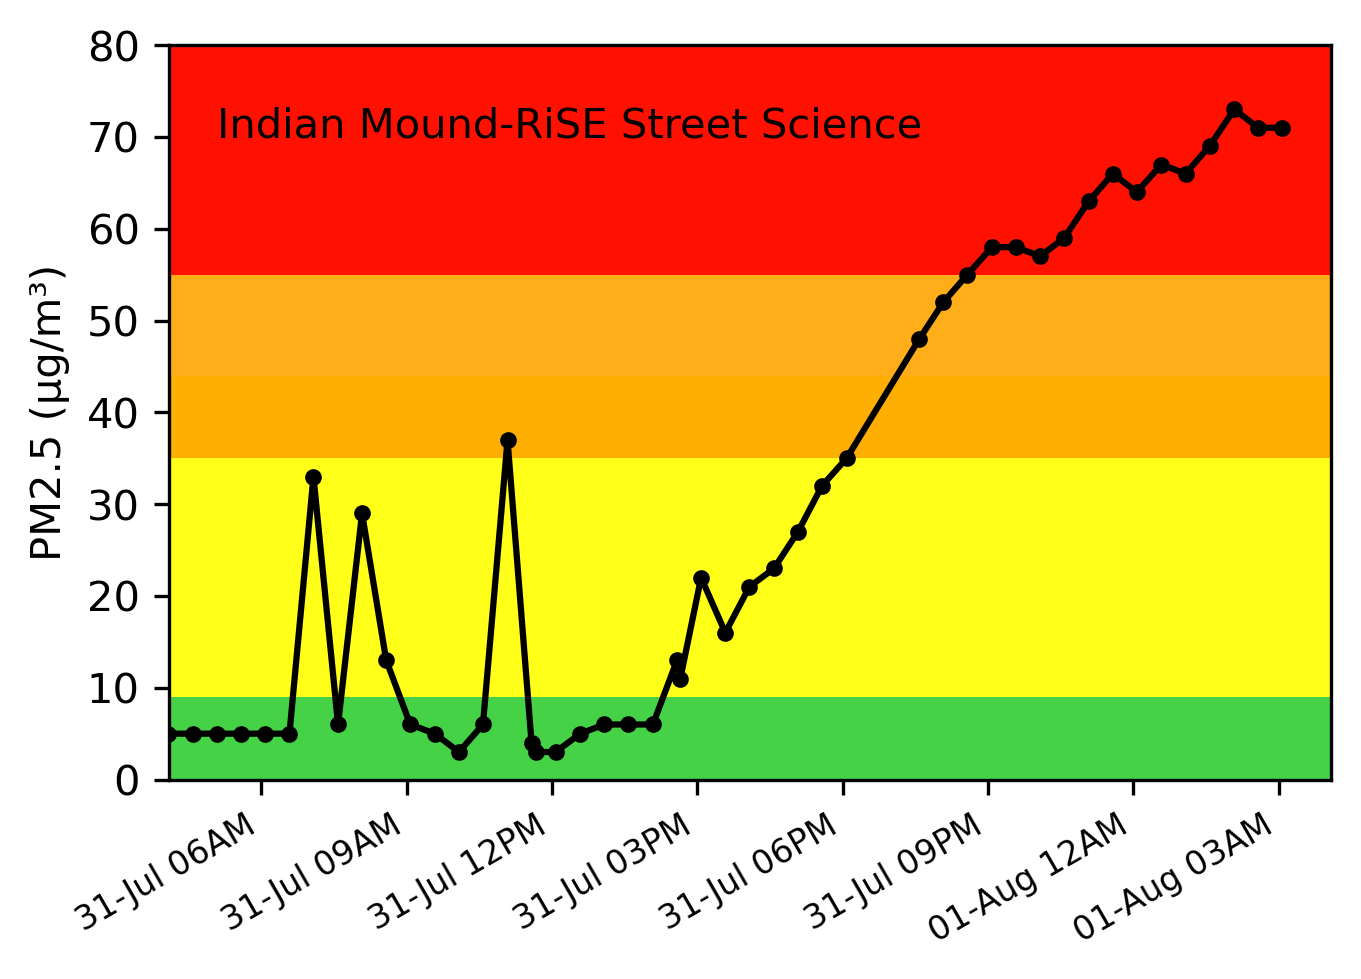 80
Indian Mound-RiSE Street Science
70
60
50
40
30
20
10
0
PM2.5 (µg/m³)
31-Jul 06AM
31-Jul 09AM
31-Jul 12PM
31-Jul 03PM
31-Jul 06PM
31-Jul 09PM
01-Aug 12AM
01-Aug 03AM